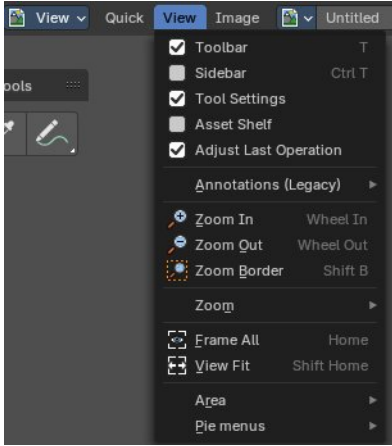 View Quick View Image Untitled
ools
Toolbar T
Sidebar Ctrl T
Tool Settings
Asset Shelf
Adjust Last Operation
Annotations (Legacy)
Zoom In Wheel In
Zoom Out Wheel Out
Zoom Border Shift B
Zoom
Frame All Home
View Fit Shift Home
Area
Pie menus